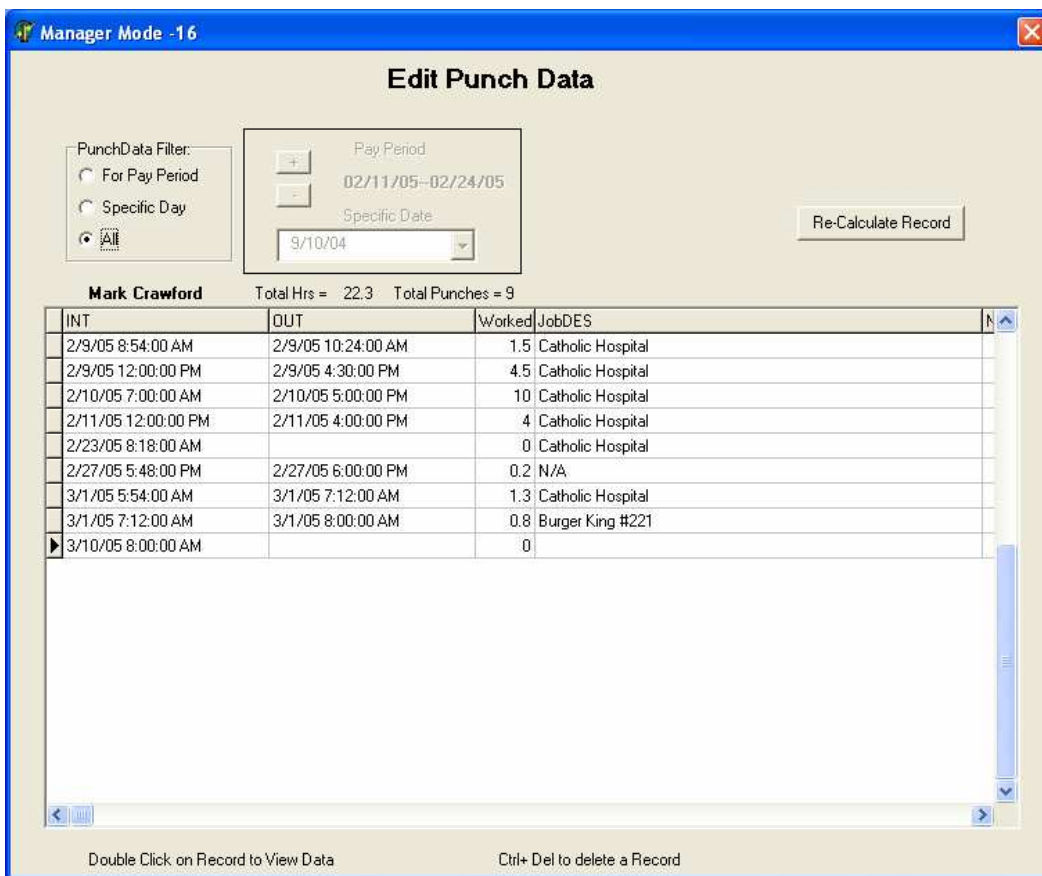 Manager Mode -16
Edit Punch Data
PunchData Filter:
For Pay Period
Specific Day
All
+
-
Pay Period
02/11/05--02/24/05
Specific Date
9/10/04
Re-Calculate Record
Mark Crawford Total Hrs = 22.3 Total Punches = 9
INT OUT Worked JobDES
2/9/05 8:54:00 AM 2/9/05 10:24:00 AM 1.5 Catholic Hospital
2/9/05 12:00:00 PM 2/9/05 4:30:00 PM 4.5 Catholic Hospital
2/10/05 7:00:00 AM 2/10/05 5:00:00 PM 10 Catholic Hospital
2/11/05 12:00:00 PM 2/11/05 4:00:00 PM 4 Catholic Hospital
2/23/05 8:18:00 AM 0 Catholic Hospital
2/27/05 5:48:00 PM 2/27/05 6:00:00 PM 0.2 N/A
3/1/05 5:54:00 AM 3/1/05 7:12:00 AM 1.3 Catholic Hospital
3/1/05 7:12:00 AM 3/1/05 8:00:00 AM 0.8 Burger King #221
3/10/05 8:00:00 AM 0
Double Click on Record to View Data Ctrl+ Del to delete a Record